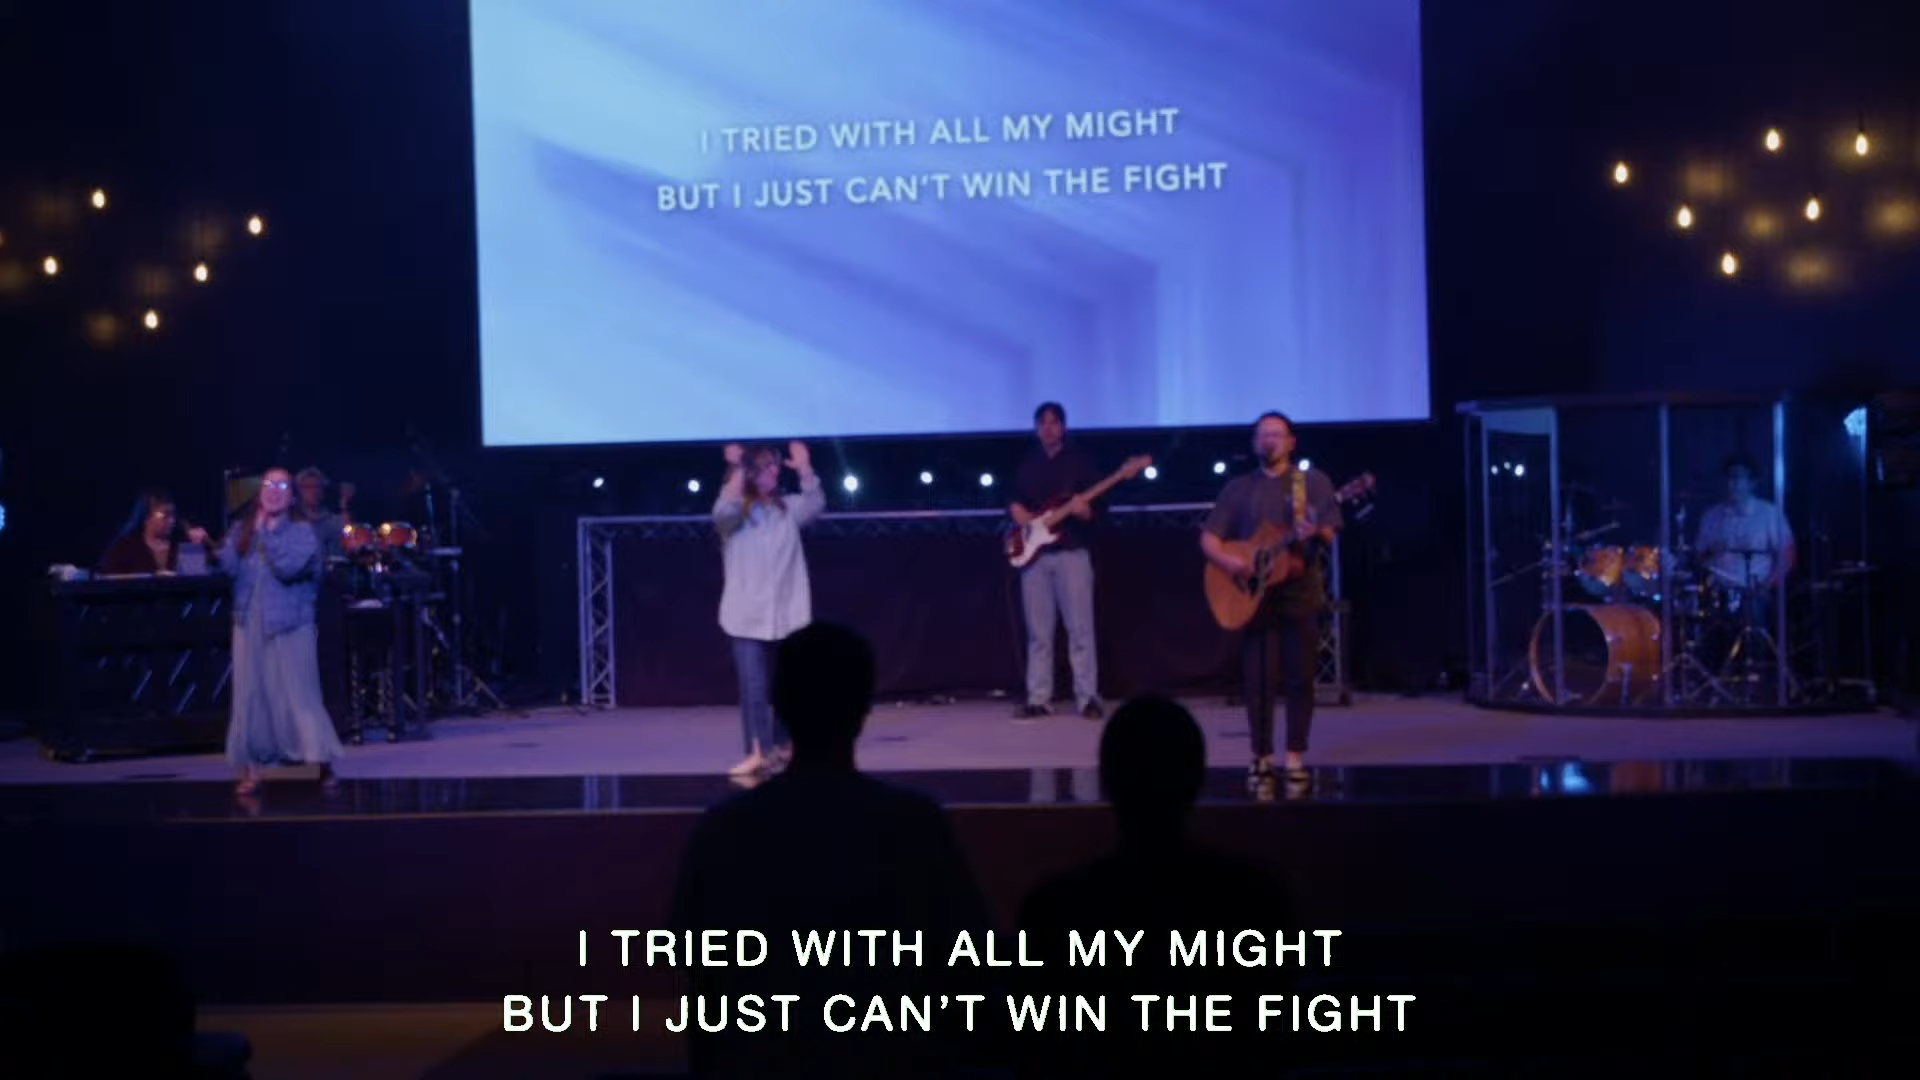 I TRIED WITH ALL MY MIGHT
BUT I JUST CAN'T WIN THE FIGHT
I TRIED WITH ALL MY MIGHT
BUT I JUST CAN’T WIN THE FIGHT